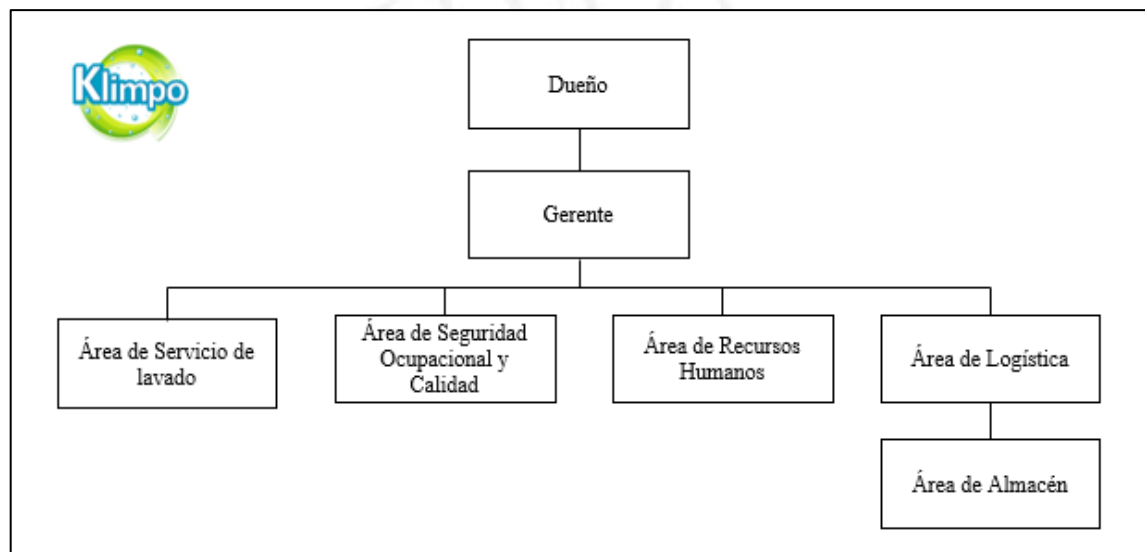 Klimpo
Dueño
Gerente
Área de Servicio de
lavado
Área de Seguridad
Ocupacional y
Calidad
Área de Recursos
Humanos
Área de Logística
Área de Almacén